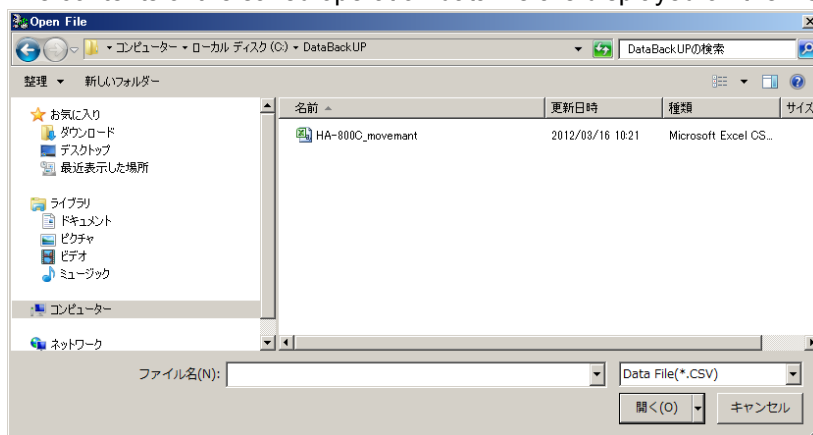 Open File
コンピューター ▾ ローカル ディスク (C:) ▾ DataBackUP
DataBackUPの検索
整理 ▼ 新しいフォルダー
名前 更新日時 種類 サイズ
お気に入り
ダウンロード
デスクトップ
最近表示した場所
HA-800C_movemant 2012/03/16 10:21 Microsoft Excel CS...
ライブラリ
ドキュメント
ピクチャ
ビデオ
ミュージック
コンピューター
ネットワーク
ファイル名(N):
Data File(*.CSV)
開く(O)
キャンセル